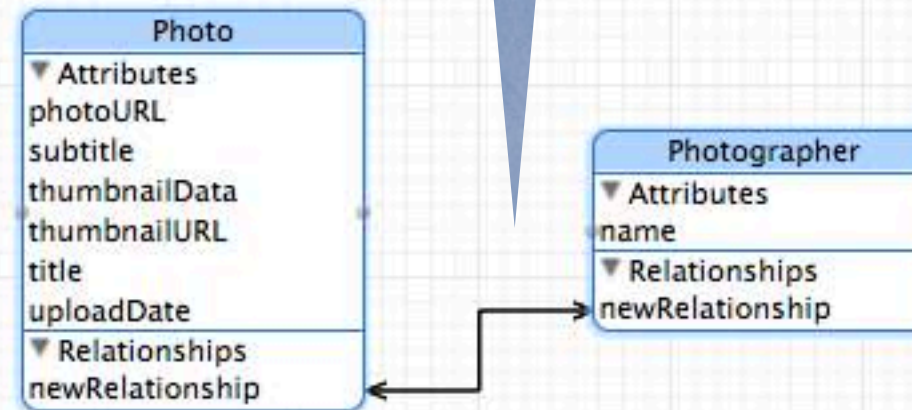 Photo
Attributes
photoURL
subtitle
thumbnailData
thumbnailURL
title
uploadDate
Relationships
newRelationship
Photographer
Attributes
name
Relationships
newRelationship